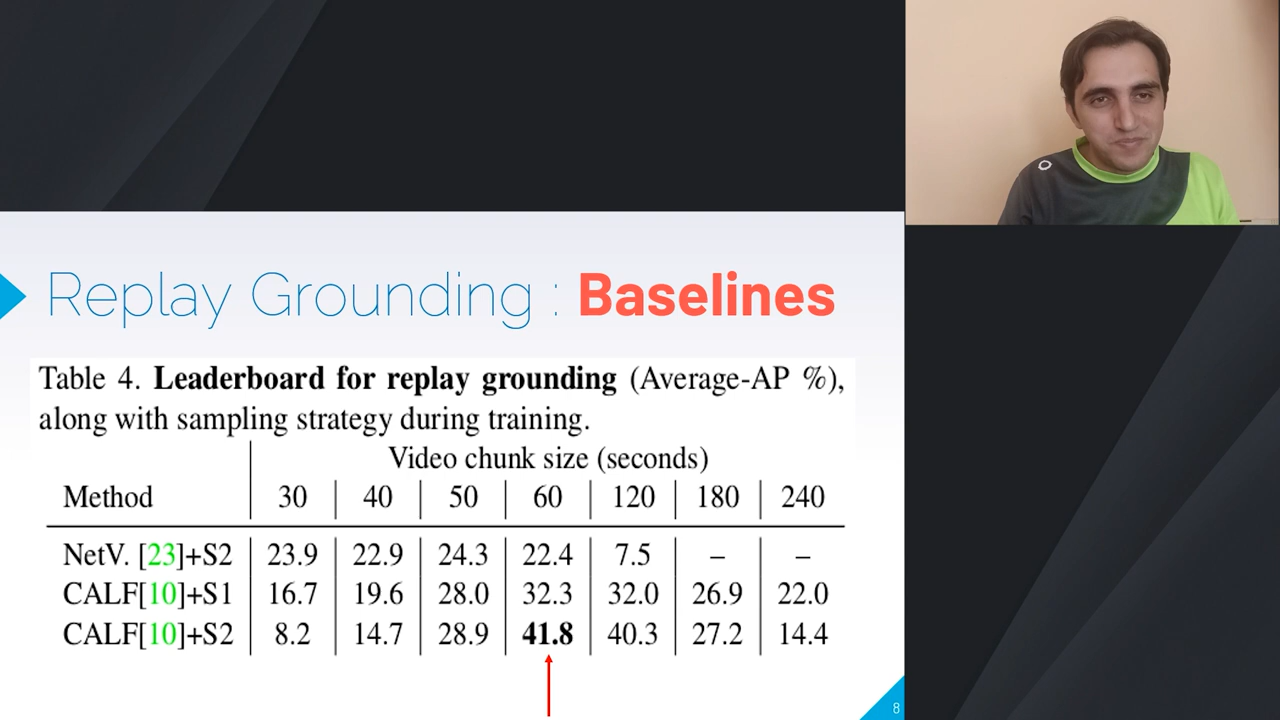 Replay Grounding : Baselines
Table 4. Leaderboard for replay grounding (Average-AP %),
along with sampling strategy during training.
Video chunk size (seconds)
Method 30 40 50 60 120 180 240
NetV. [23]+S2 23.9 22.9 24.3 22.4 7.5 – –
CALF[10]+S1 16.7 19.6 28.0 32.3 32.0 26.9 22.0
CALF[10]+S2 8.2 14.7 28.9 41.8 40.3 27.2 14.4
8